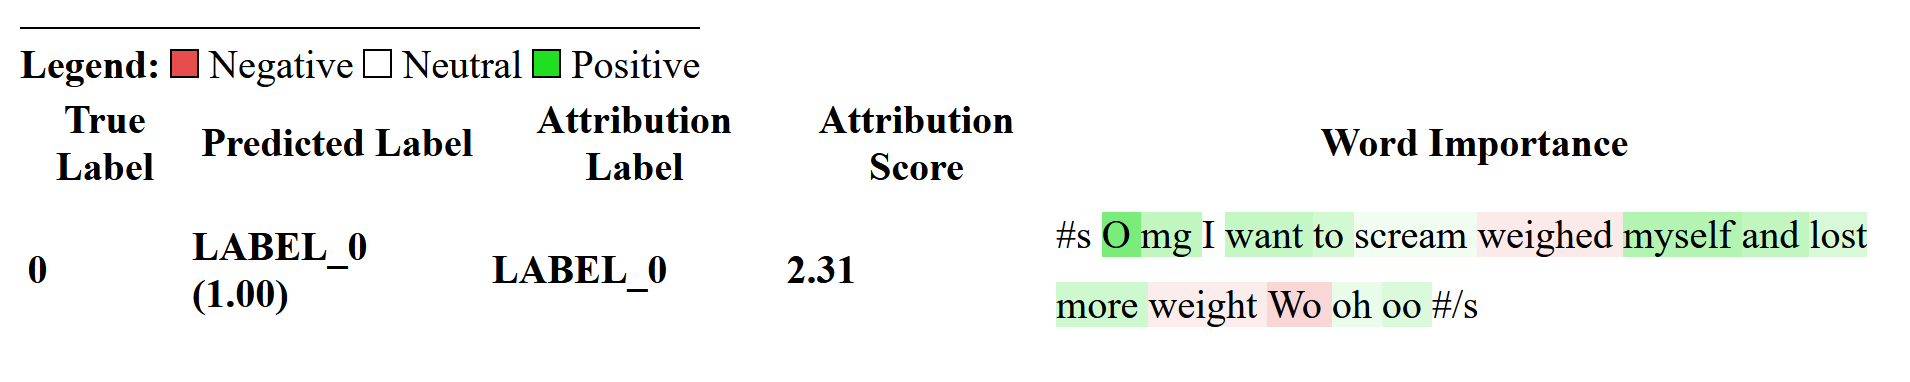 Legend: Negative Neutral Positive
True Label Predicted Label Attribution Label Attribution Score Word Importance
0 LABEL_0 (1.00) LABEL_0 2.31 #s O mg I want to scream weighed myself and lost
more weight Wo oh oo #/s